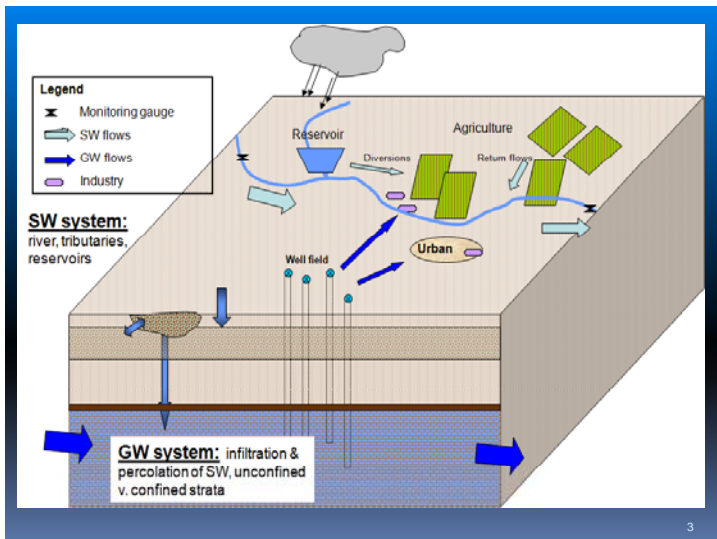 Legend
Monitoring gauge
SW flows
GW flows
Industry
Reservoir
Agriculture
Diversions
Return flows
SW system:
river, tributaries,
reservoirs
Urban
Well field
GW system: infiltration &
percolation of SW, unconfined
v. confined strata
3